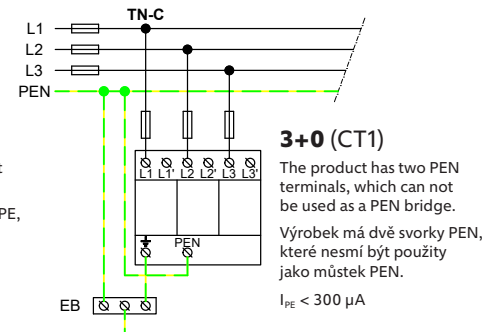 TN-C
L1
L2
L3
PEN
t
PE,
L1 L1' L2 L2' L3 L3'
PEN
EB
3+0 (CT1)
The product has two PEN
terminals, which can not
be used as a PEN bridge.
Výrobek má dvě svorky PEN,
které nesmí být použity
jako můstek PEN.
I_PE < 300 µA